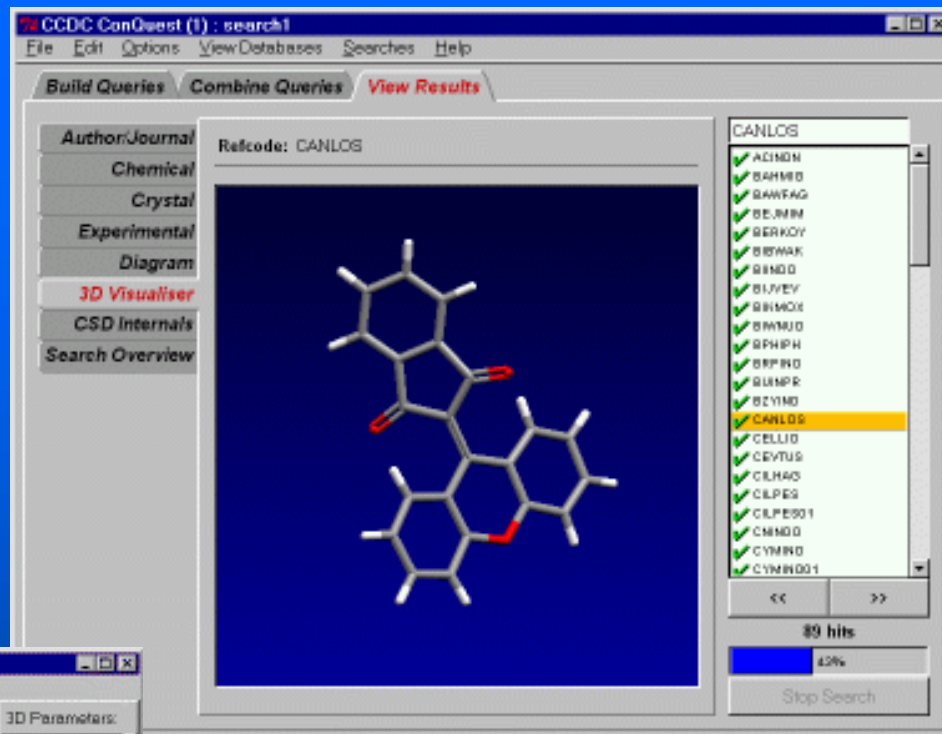 CCDC ConQuest (1) : search1
File Edit Options View Databases Searches Help
Build Queries Combine Queries View Results
Author/Journal
Chemical
Crystal
Experimental
Diagram
3D Visualiser
CSD Internals
Search Overview
Refcode: CANLOS
CANLOS
ACINDN
BAHMIB
BAWFAG
BEJMIM
BERKOY
BIBWAK
BIINDO
BIJVEV
BIWNUO
BPHIPH
BRPIND
BUINPR
BZYIND
CANLOS
CELLIO
CEVTUS
CILHAG
CILPES
CILPES01
CNINDO
CYMIND
CYMIND01
<< >>
89 hits
43%
Stop Search
3D Parameters: